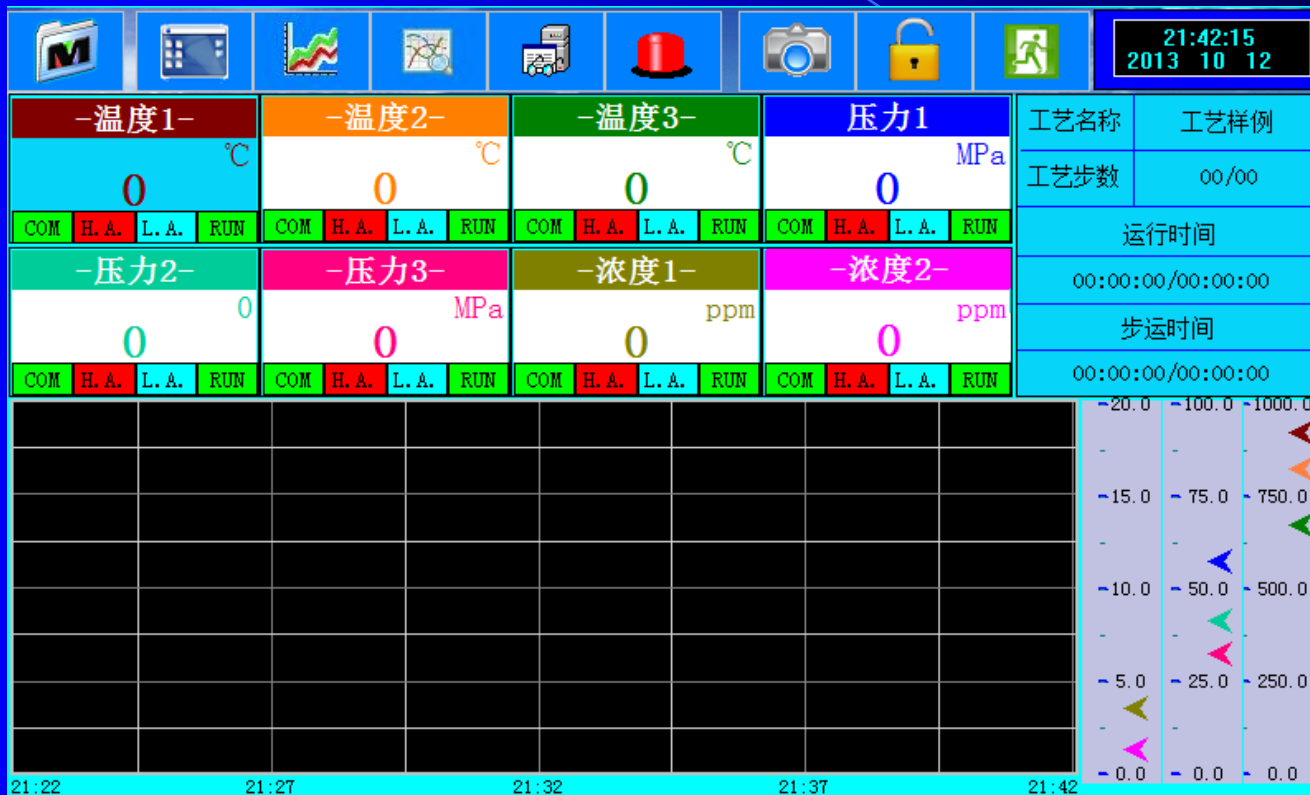 21:42:15
2013 10 12
-温度1- -温度2- -温度3- 压力1
℃ ℃ ℃ MPa
0 0 0 0
COM H.A. L.A. RUN COM H.A. L.A. RUN COM H.A. L.A. RUN COM H.A. L.A. RUN
-压力2- -压力3- -浓度1- -浓度2-
0 MPa ppm ppm
0 0 0 0
COM H.A. L.A. RUN COM H.A. L.A. RUN COM H.A. L.A. RUN COM H.A. L.A. RUN
工艺名称 工艺样例
工艺步数 00/00
运行时间
00:00:00/00:00:00
步运时间
00:00:00/00:00:00
20.0 100.0 1000.0
15.0 75.0 750.0
10.0 50.0 500.0
5.0 25.0 250.0
0.0 0.0 0.0
21:22 21:27 21:32 21:37 21:42